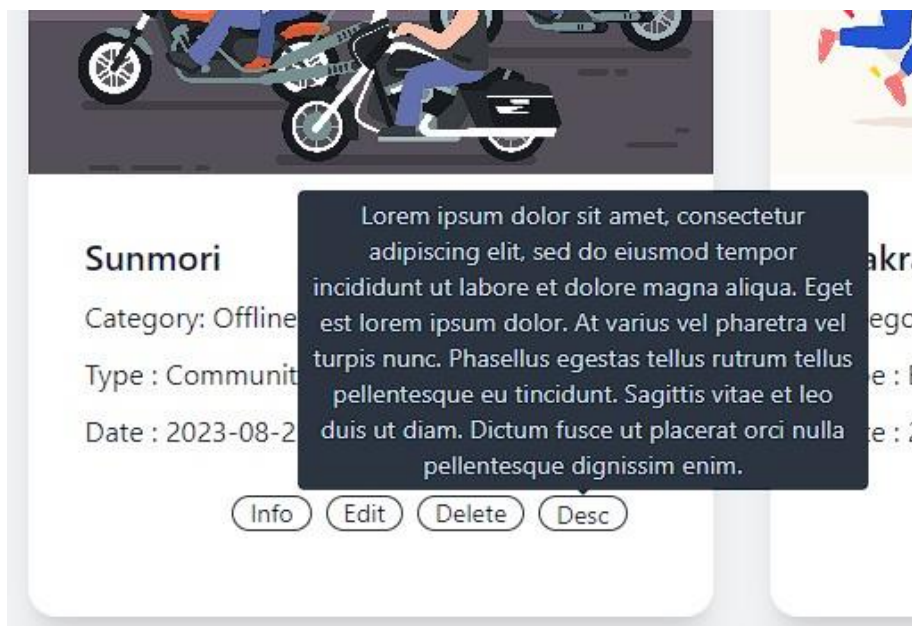 Lorem ipsum dolor sit amet, consectetur
adipiscing elit, sed do eiusmod tempor
incididunt ut labore et dolore magna aliqua. Eget
est lorem ipsum dolor. At varius vel pharetra vel
turpis nunc. Phasellus egestas tellus rutrum tellus
pellentesque eu tincidunt. Sagittis vitae et leo
duis ut diam. Dictum fusce ut placerat orci nulla
pellentesque dignissim enim.
Sunmori
Category: Offline
Type : Communit
Date : 2023-08-2
Info Edit Delete Desc